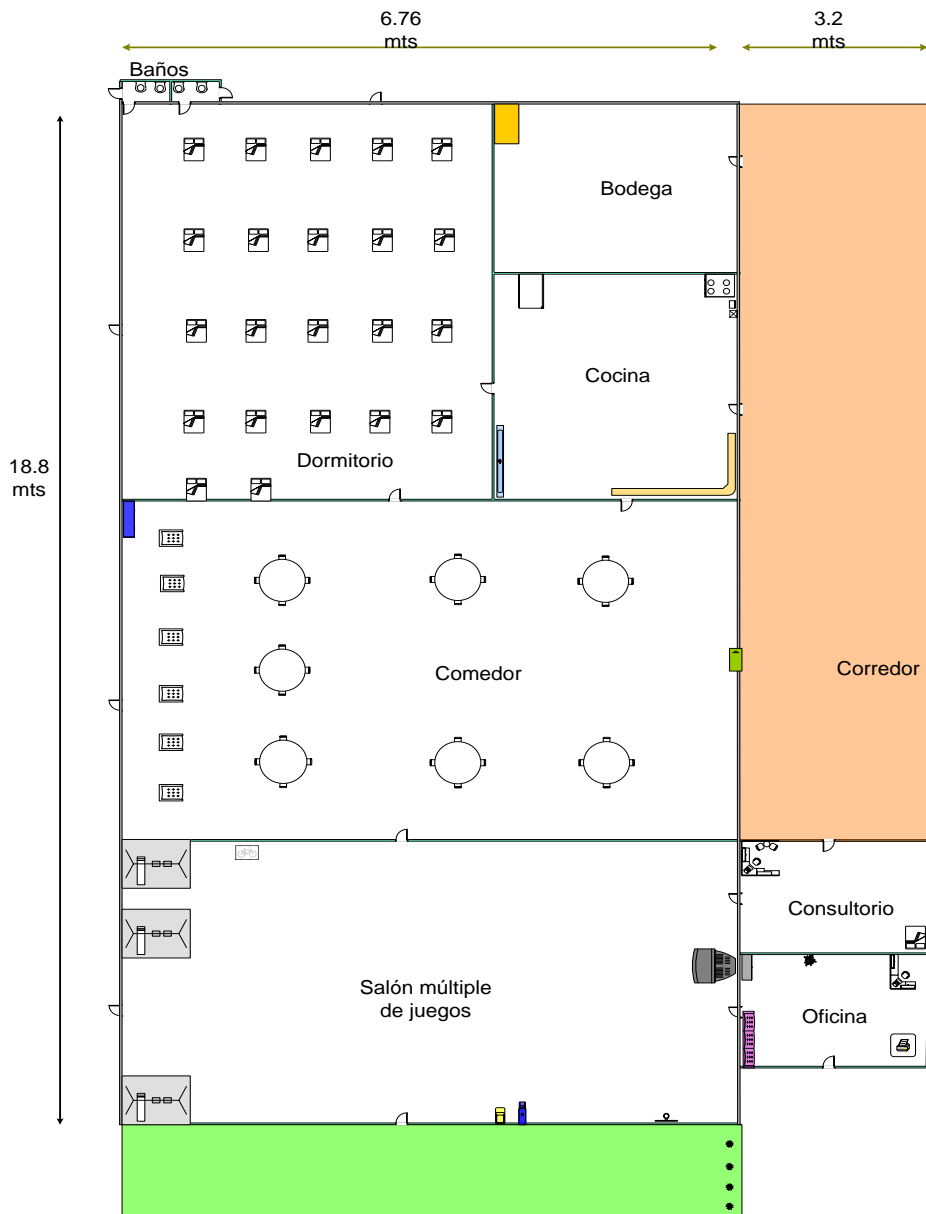 6.76
mts
3.2
mts
Baños
Bodega
Cocina
Dormitorio
18.8
mts
Comedor
Corredor
Consultorio
Salón múltiple
de juegos
Oficina